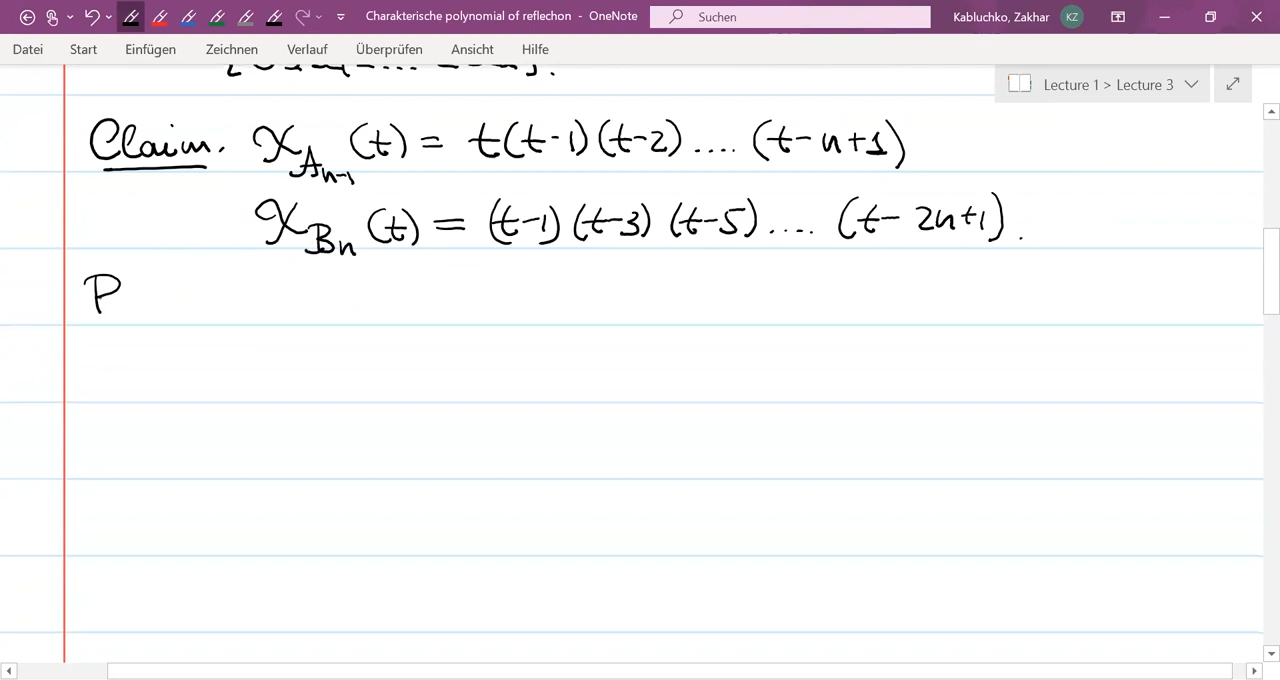 Charakterische polynomial of reflechon - OneNote
Suchen
Kabluchko, Zakhar
KZ
Datei Start Einfügen Zeichnen Verlauf Überprüfen Ansicht Hilfe
Lecture 1 > Lecture 3
Claim. χ_{A_{n-1}}(t) = t(t-1)(t-2)....(t-n+1)
χ_{B_n}(t) = (t-1)(t-3)(t-5)....(t-2n+1).
P